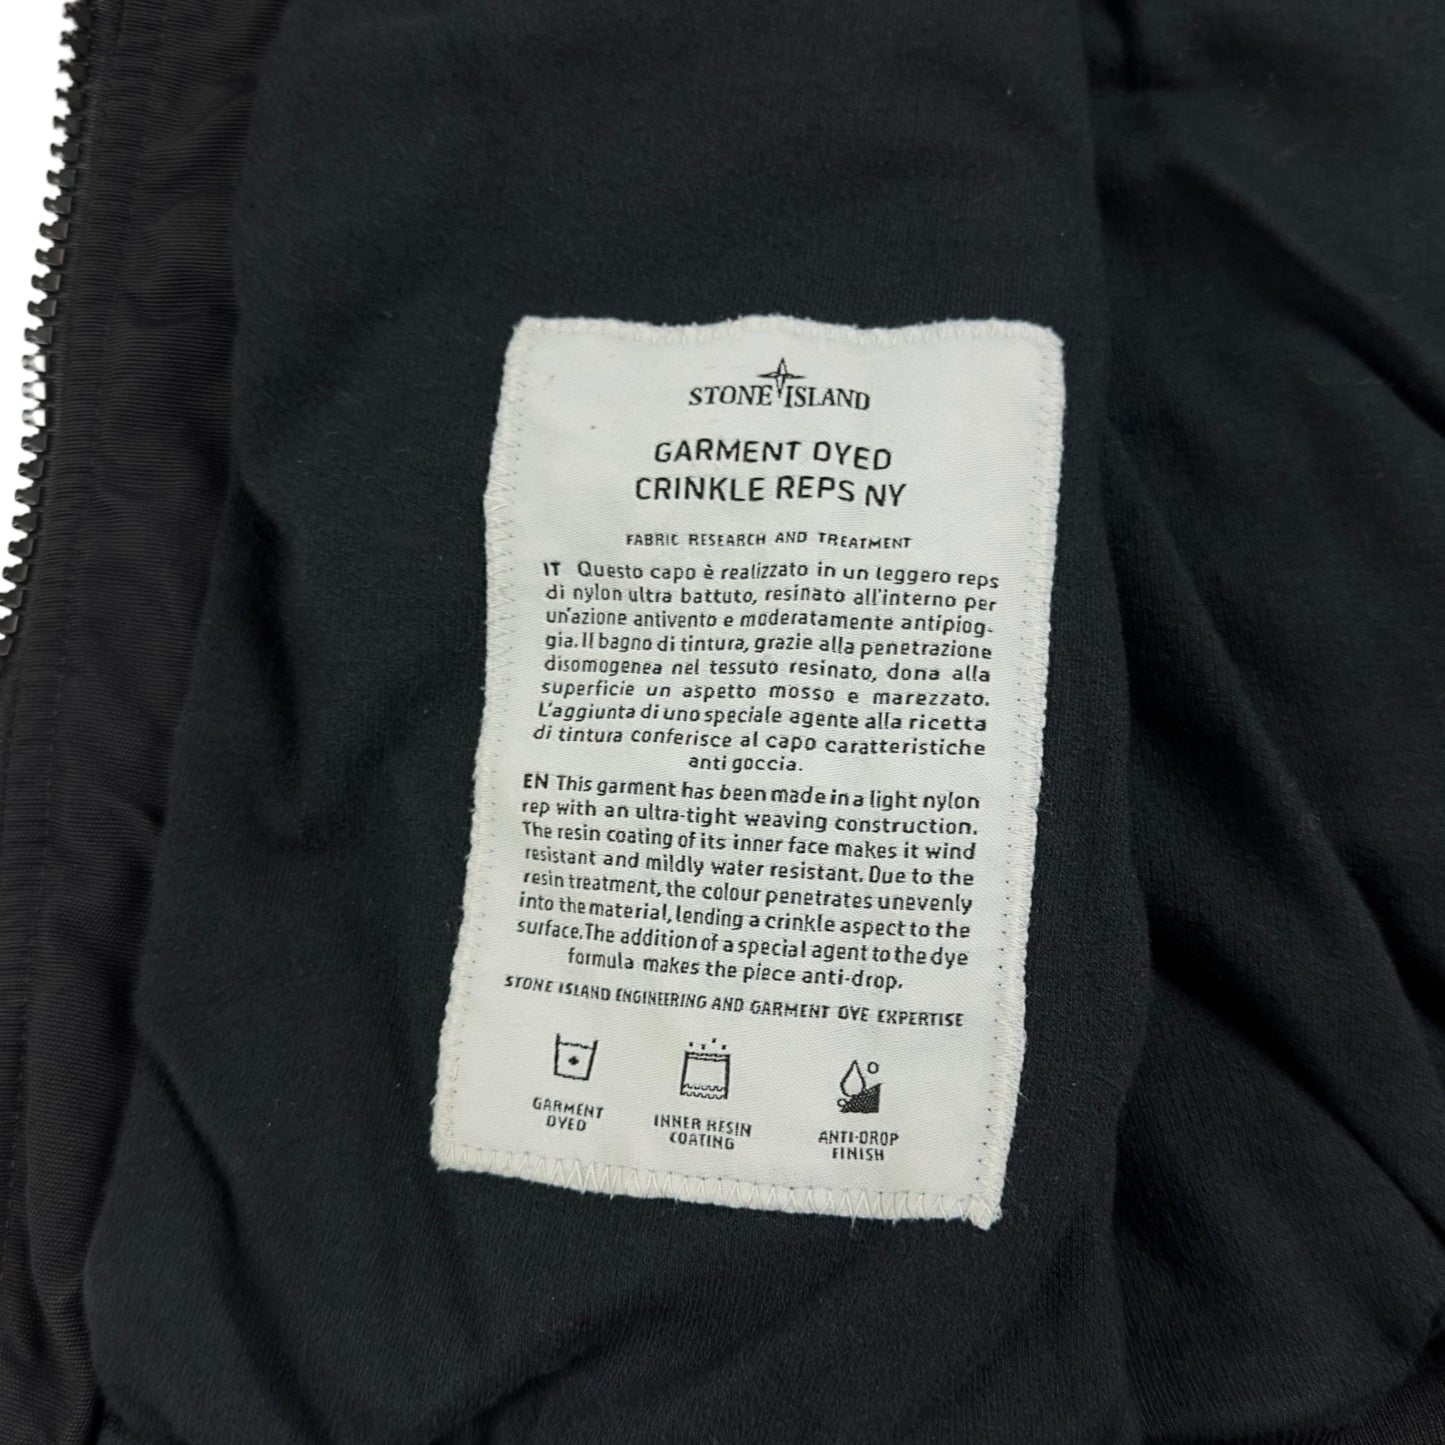 STONE ISLAND
GARMENT DYED
CRINKLE REPS NY
FABRIC RESEARCH AND TREATMENT
IT Questo capo è realizzato in un leggero reps
di nylon ultra battuto, resinato all'interno per
un'azione antivento e moderatamente antipiog-
gia. Il bagno di tintura, grazie alla penetrazione
disomogenea nel tessuto resinato, dona alla
superficie un aspetto mosso e marezzato.
L'aggiunta di uno speciale agente alla ricetta
di tintura conferisce al capo caratteristiche
anti goccia.
EN This garment has been made in a light nylon
rep with an ultra-tight weaving construction.
The resin coating of its inner face makes it wind
resistant and mildly water resistant. Due to the
resin treatment, the colour penetrates unevenly
into the material, lending a crinkle aspect to the
surface. The addition of a special agent to the dye
formula makes the piece anti-drop.
STONE ISLAND ENGINEERING AND GARMENT DYE EXPERTISE
GARMENT
DYED
INNER RESIN
COATING
ANTI-DROP
FINISH